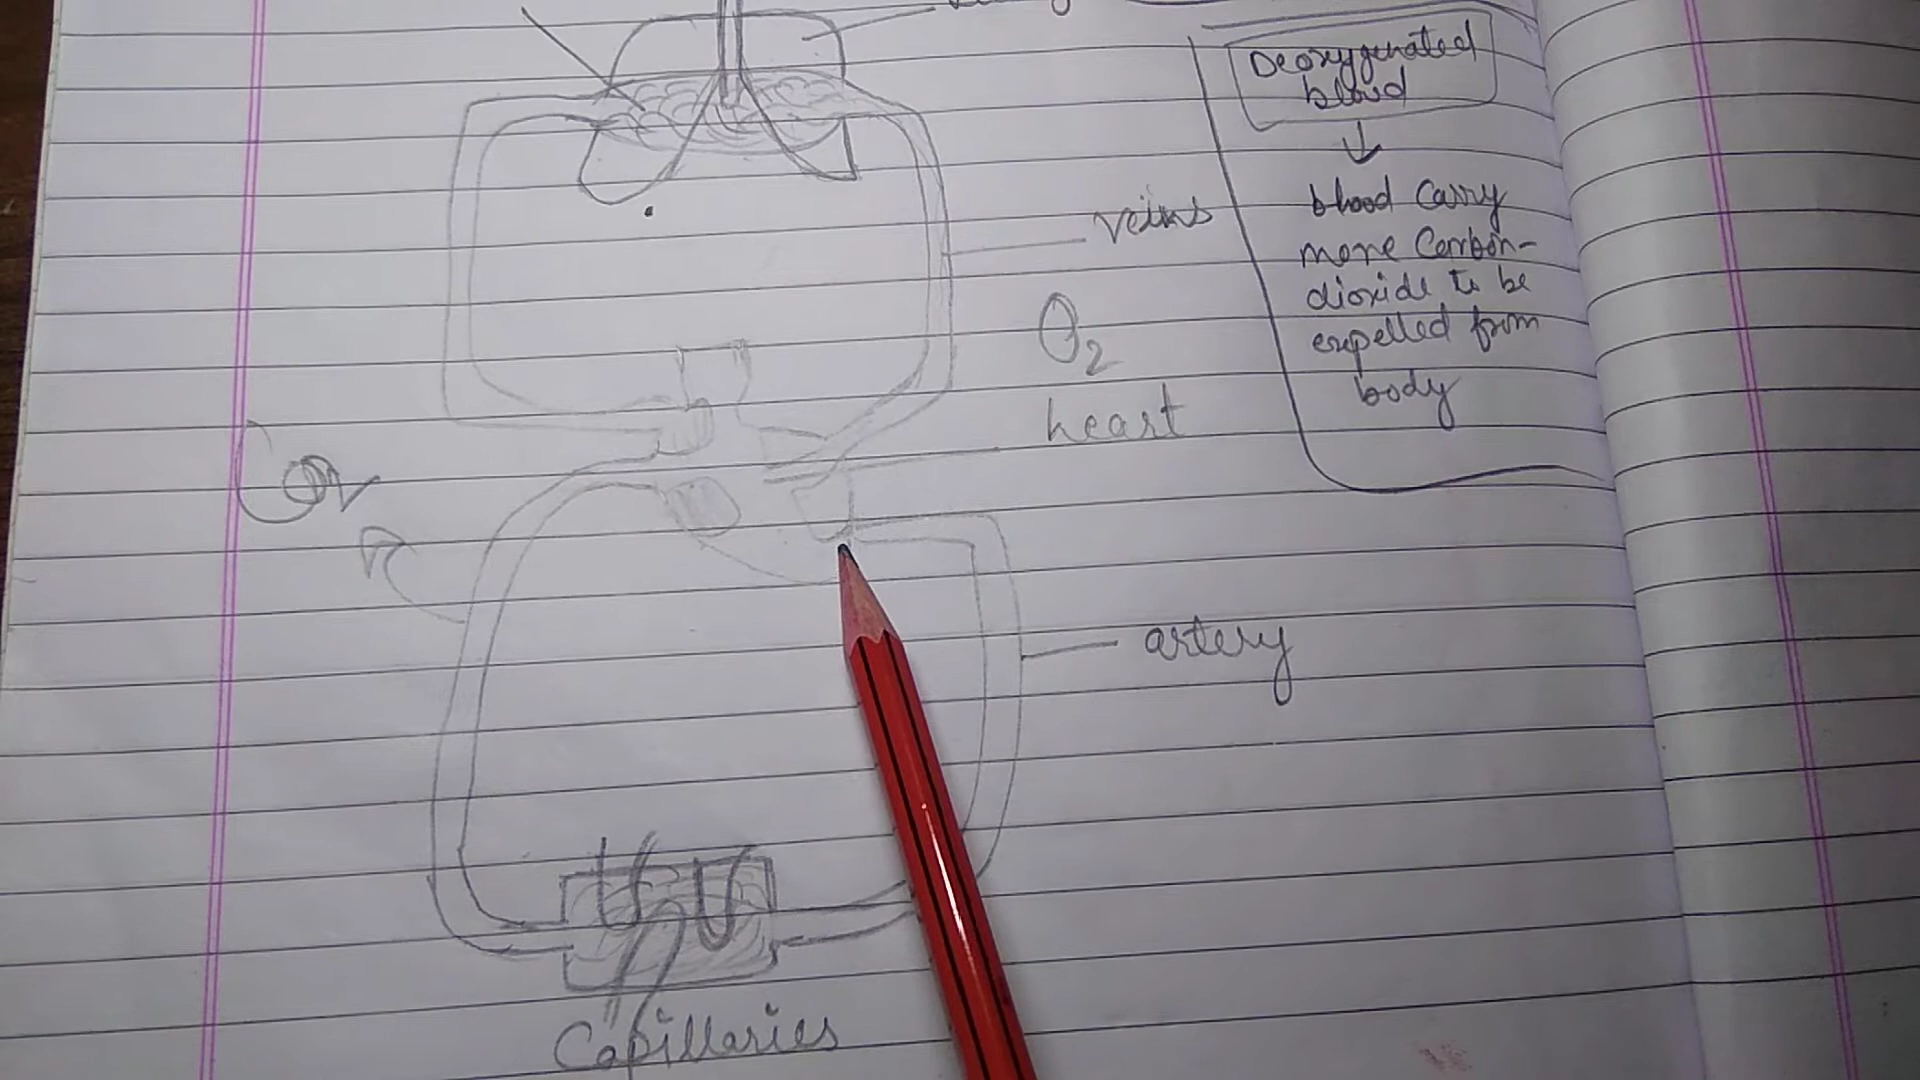 Deoxygenated
blood
blood Carry
more Carbon-
dioxide to be
expelled from
body
veins
O2
heart
artery
Capillaries